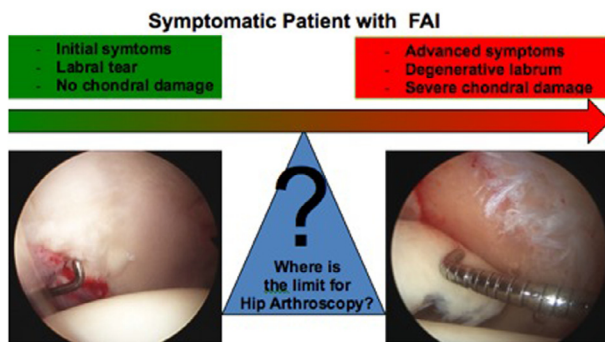 Symptomatic Patient with FAI
- Initial symtoms
- Labral tear
- No chondral damage
- Advanced symptoms
- Degenerative labrum
- Severe chondral damage
?
Where is
the limit for
Hip Arthroscopy?